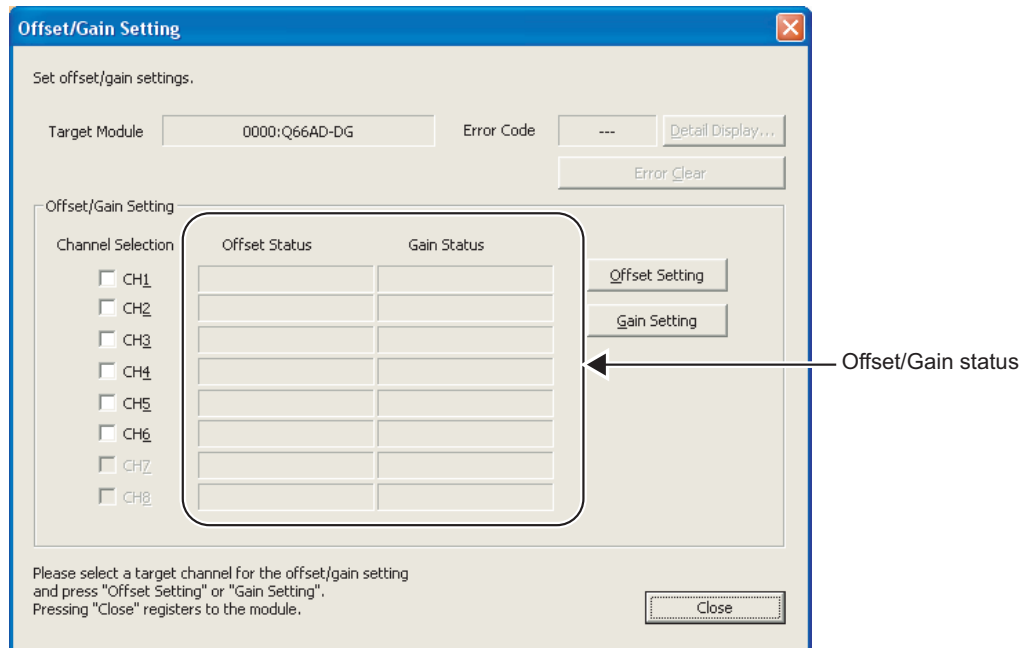 Offset/Gain Setting
Set offset/gain settings.
Target Module 0000:Q66AD-DG Error Code --- Detail Display...
Error Clear
Offset/Gain Setting
Channel Selection Offset Status Gain Status
CH1 Offset Setting
CH2
Gain Setting
CH3
CH4 Offset/Gain status
CH5
CH6
CH7
CH8
Please select a target channel for the offset/gain setting
and press "Offset Setting" or "Gain Setting".
Pressing "Close" registers to the module.
Close